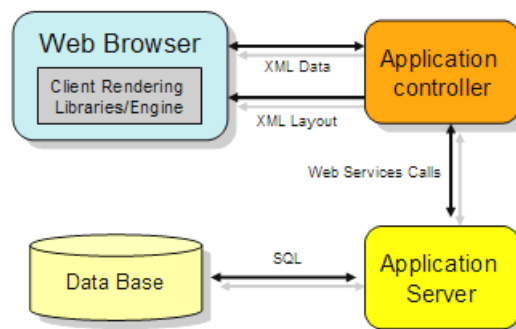 Web Browser
Client Rendering
Libraries/Engine
XML Data
XML Layout
Application
controller
Web Services Calls
Data Base
SQL
Application
Server